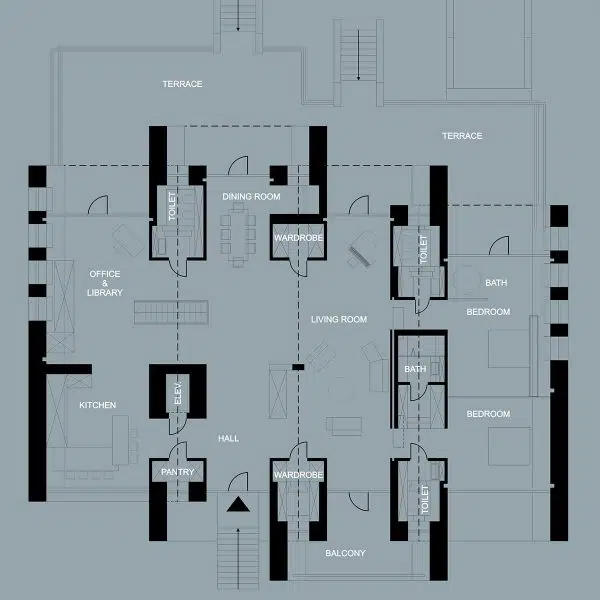 TERRACE
TERRACE
TOILET
DINING ROOM
WARDROBE
TOILET
OFFICE
&
LIBRARY
BATH
BEDROOM
LIVING ROOM
BATH
ELEV.
KITCHEN
BEDROOM
HALL
PANTRY
WARDROBE
TOILET
BALCONY